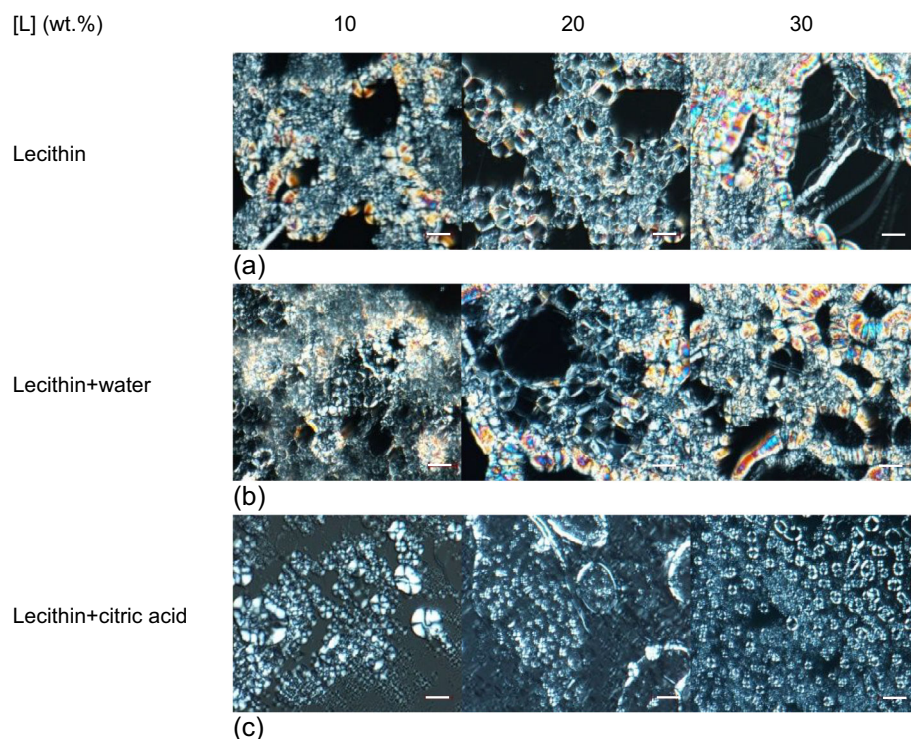 [L] (wt.%) 10 20 30
Lecithin
(a)
Lecithin+water
(b)
Lecithin+citric acid
(c)